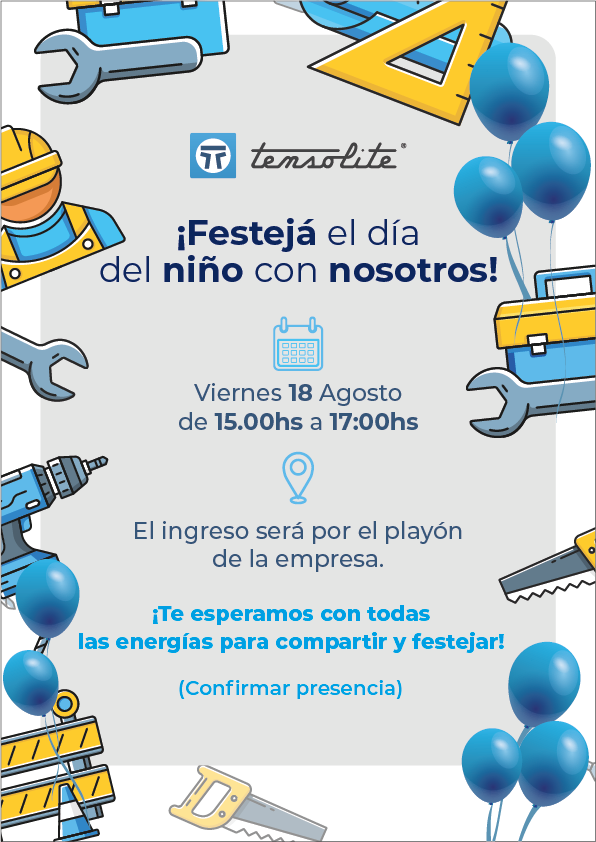 tensolite®
¡Festejá el día
del niño con nosotros!
Viernes 18 Agosto
de 15.00hs a 17:00hs
El ingreso será por el playón
de la empresa.
¡Te esperamos con todas
las energías para compartir y festejar!
(Confirmar presencia)